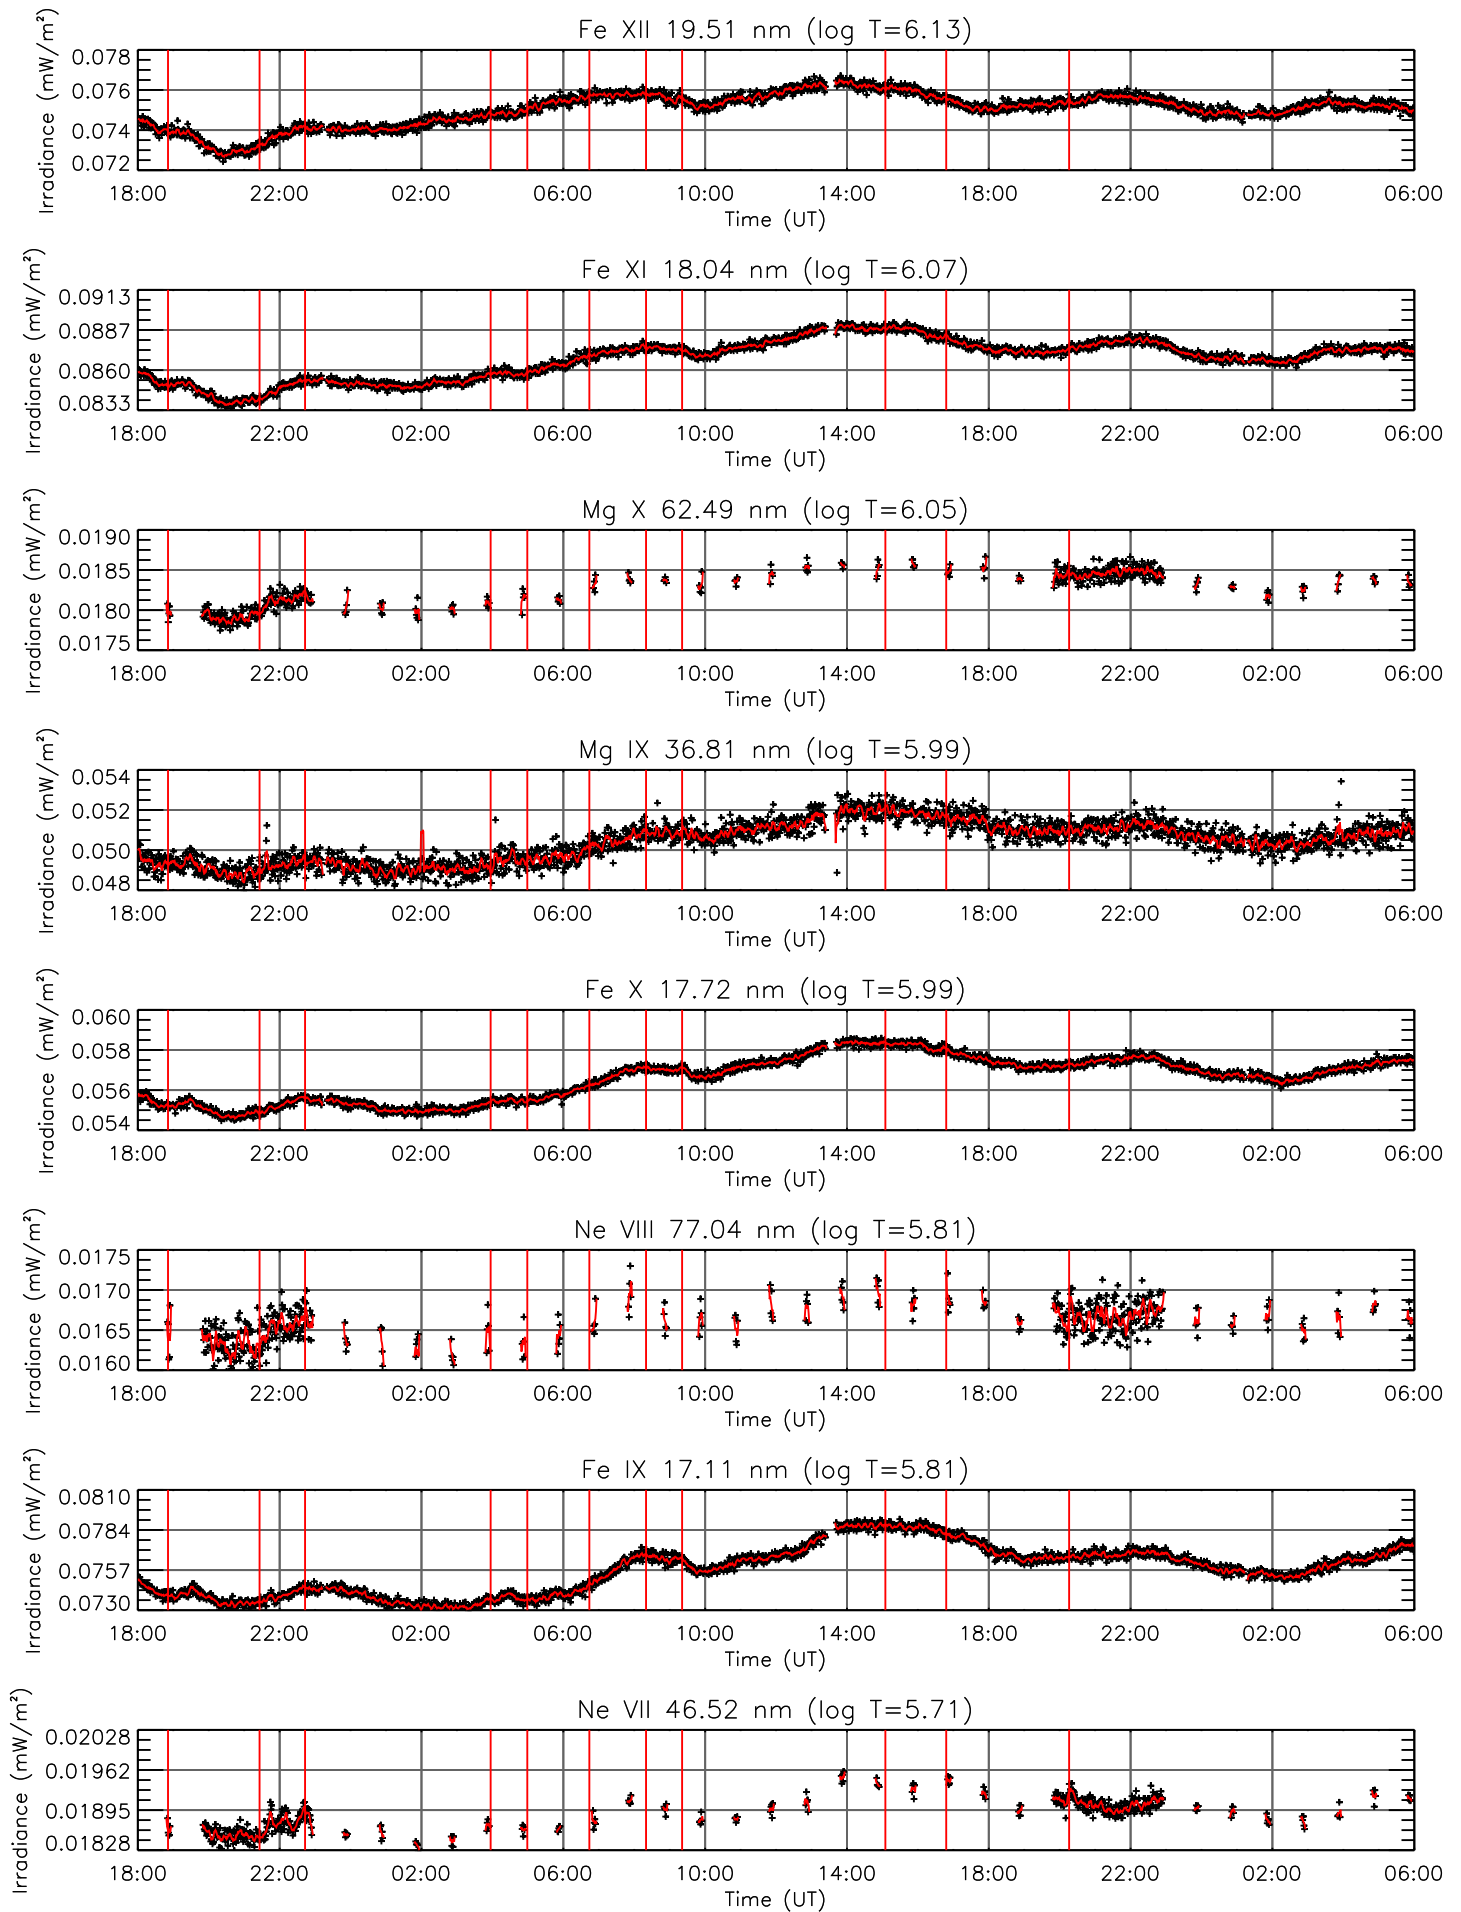 Fe XII 19.51 nm (log T=6.13)
Irradiance (mW/m²)
0.078
0.076
0.074
0.072
18:00 22:00 02:00 06:00 10:00 14:00 18:00 22:00 02:00 06:00
Time (UT)
Fe XI 18.04 nm (log T=6.07)
Irradiance (mW/m²)
0.0913
0.0887
0.0860
0.0833
18:00 22:00 02:00 06:00 10:00 14:00 18:00 22:00 02:00 06:00
Time (UT)
Mg X 62.49 nm (log T=6.05)
Irradiance (mW/m²)
0.0190
0.0185
0.0180
0.0175
18:00 22:00 02:00 06:00 10:00 14:00 18:00 22:00 02:00 06:00
Time (UT)
Mg IX 36.81 nm (log T=5.99)
Irradiance (mW/m²)
0.054
0.052
0.050
0.048
18:00 22:00 02:00 06:00 10:00 14:00 18:00 22:00 02:00 06:00
Time (UT)
Fe X 17.72 nm (log T=5.99)
Irradiance (mW/m²)
0.060
0.058
0.056
0.054
18:00 22:00 02:00 06:00 10:00 14:00 18:00 22:00 02:00 06:00
Time (UT)
Ne VIII 77.04 nm (log T=5.81)
Irradiance (mW/m²)
0.0175
0.0170
0.0165
0.0160
18:00 22:00 02:00 06:00 10:00 14:00 18:00 22:00 02:00 06:00
Time (UT)
Fe IX 17.11 nm (log T=5.81)
Irradiance (mW/m²)
0.0810
0.0784
0.0757
0.0730
18:00 22:00 02:00 06:00 10:00 14:00 18:00 22:00 02:00 06:00
Time (UT)
Ne VII 46.52 nm (log T=5.71)
Irradiance (mW/m²)
0.02028
0.01962
0.01895
0.01828
18:00 22:00 02:00 06:00 10:00 14:00 18:00 22:00 02:00 06:00
Time (UT)